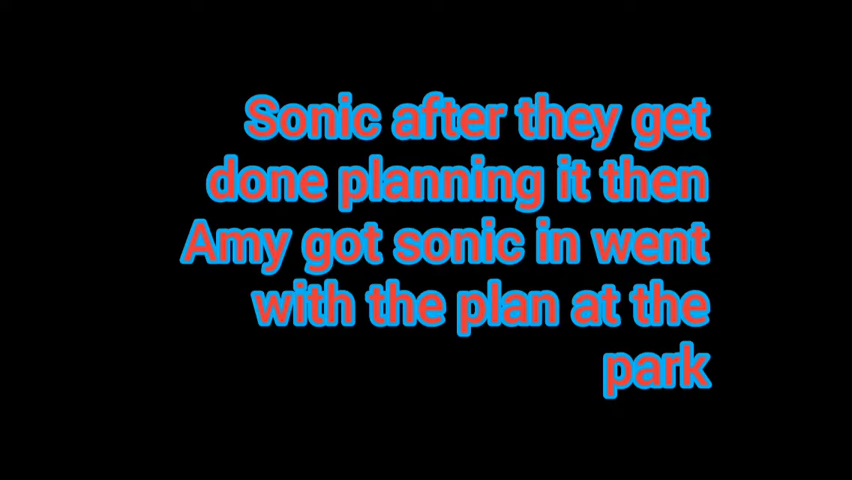 Sonic after they get
done planning it then
Amy got sonic in went
with the plan at the
park